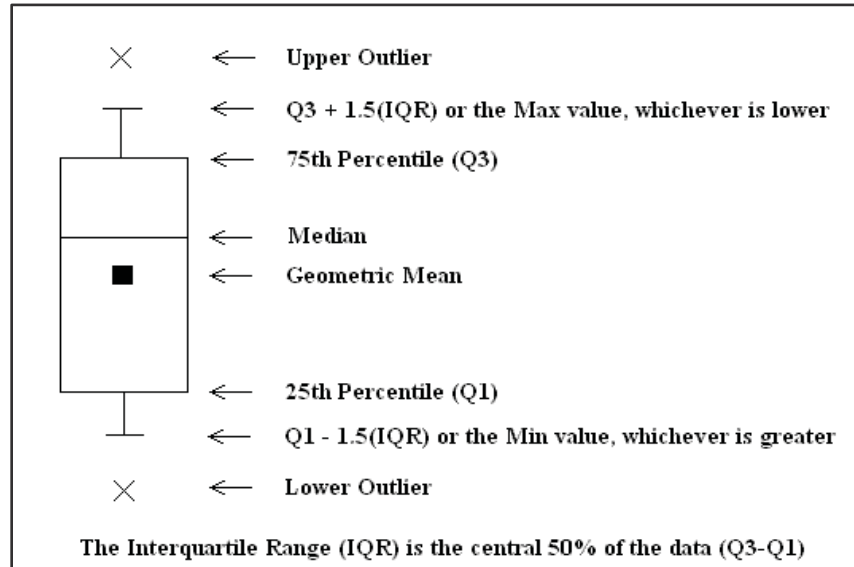 Upper Outlier
Q3 + 1.5(IQR) or the Max value, whichever is lower
75th Percentile (Q3)
Median
Geometric Mean
25th Percentile (Q1)
Q1 - 1.5(IQR) or the Min value, whichever is greater
Lower Outlier
The Interquartile Range (IQR) is the central 50% of the data (Q3-Q1)